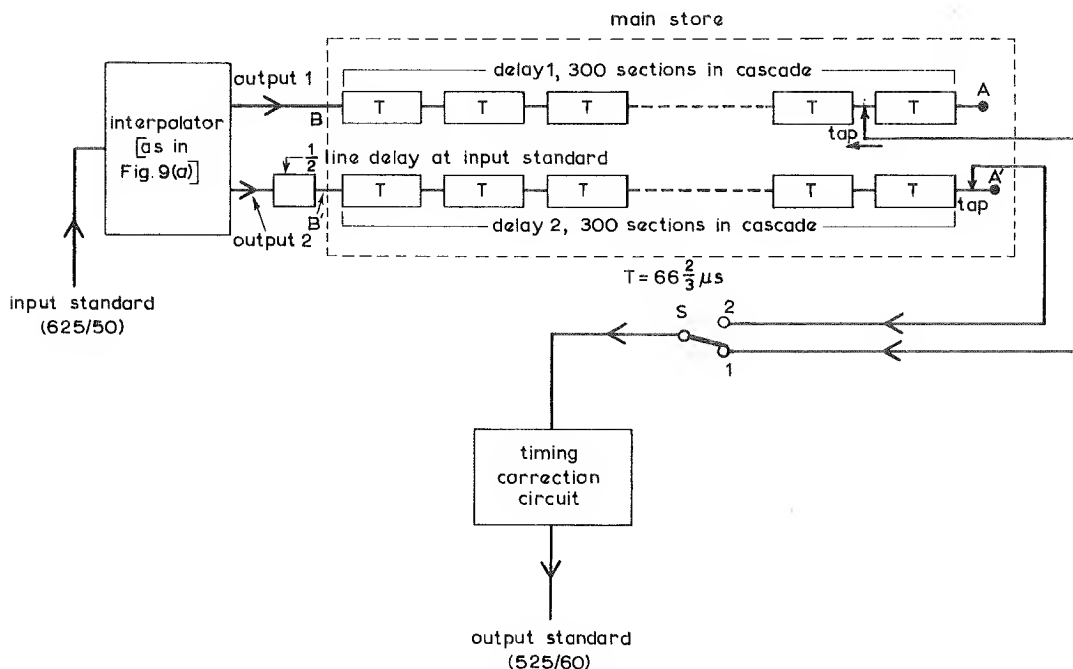 main store
delay 1, 300 sections in cascade
output 1
A
T T T T T
B
interpolator
[as in
Fig. 9(a)]
tap
1/2 line delay at input standard
A'
T T T T T
tap
B'
output 2
delay 2, 300 sections in cascade
T = 66 2/3 μs
input standard
(625/50)
S
2
1
timing
correction
circuit
output standard
(525/60)